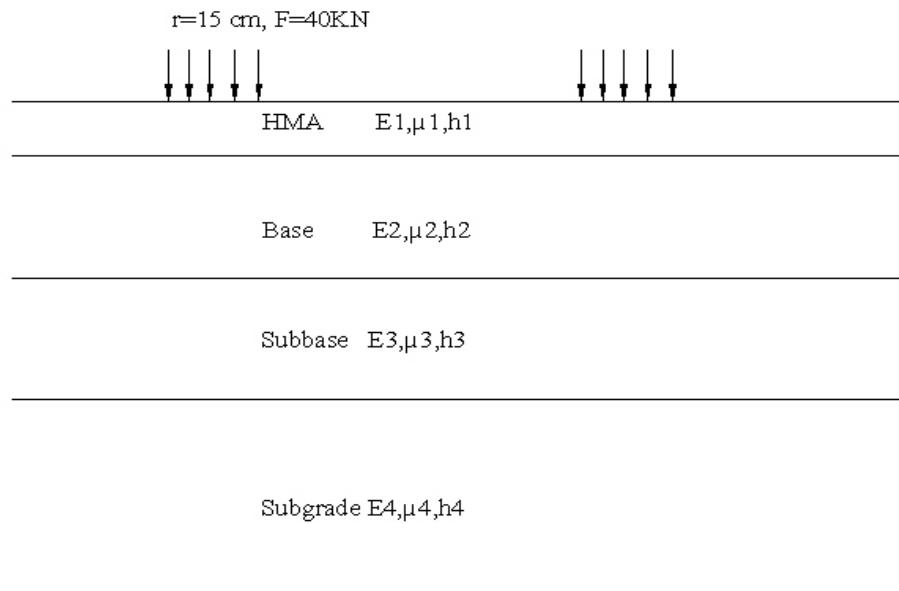 r=15 cm, F=40KN
HMA E1,μ1,h1
Base E2,μ2,h2
Subbase E3,μ3,h3
Subgrade E4,μ4,h4